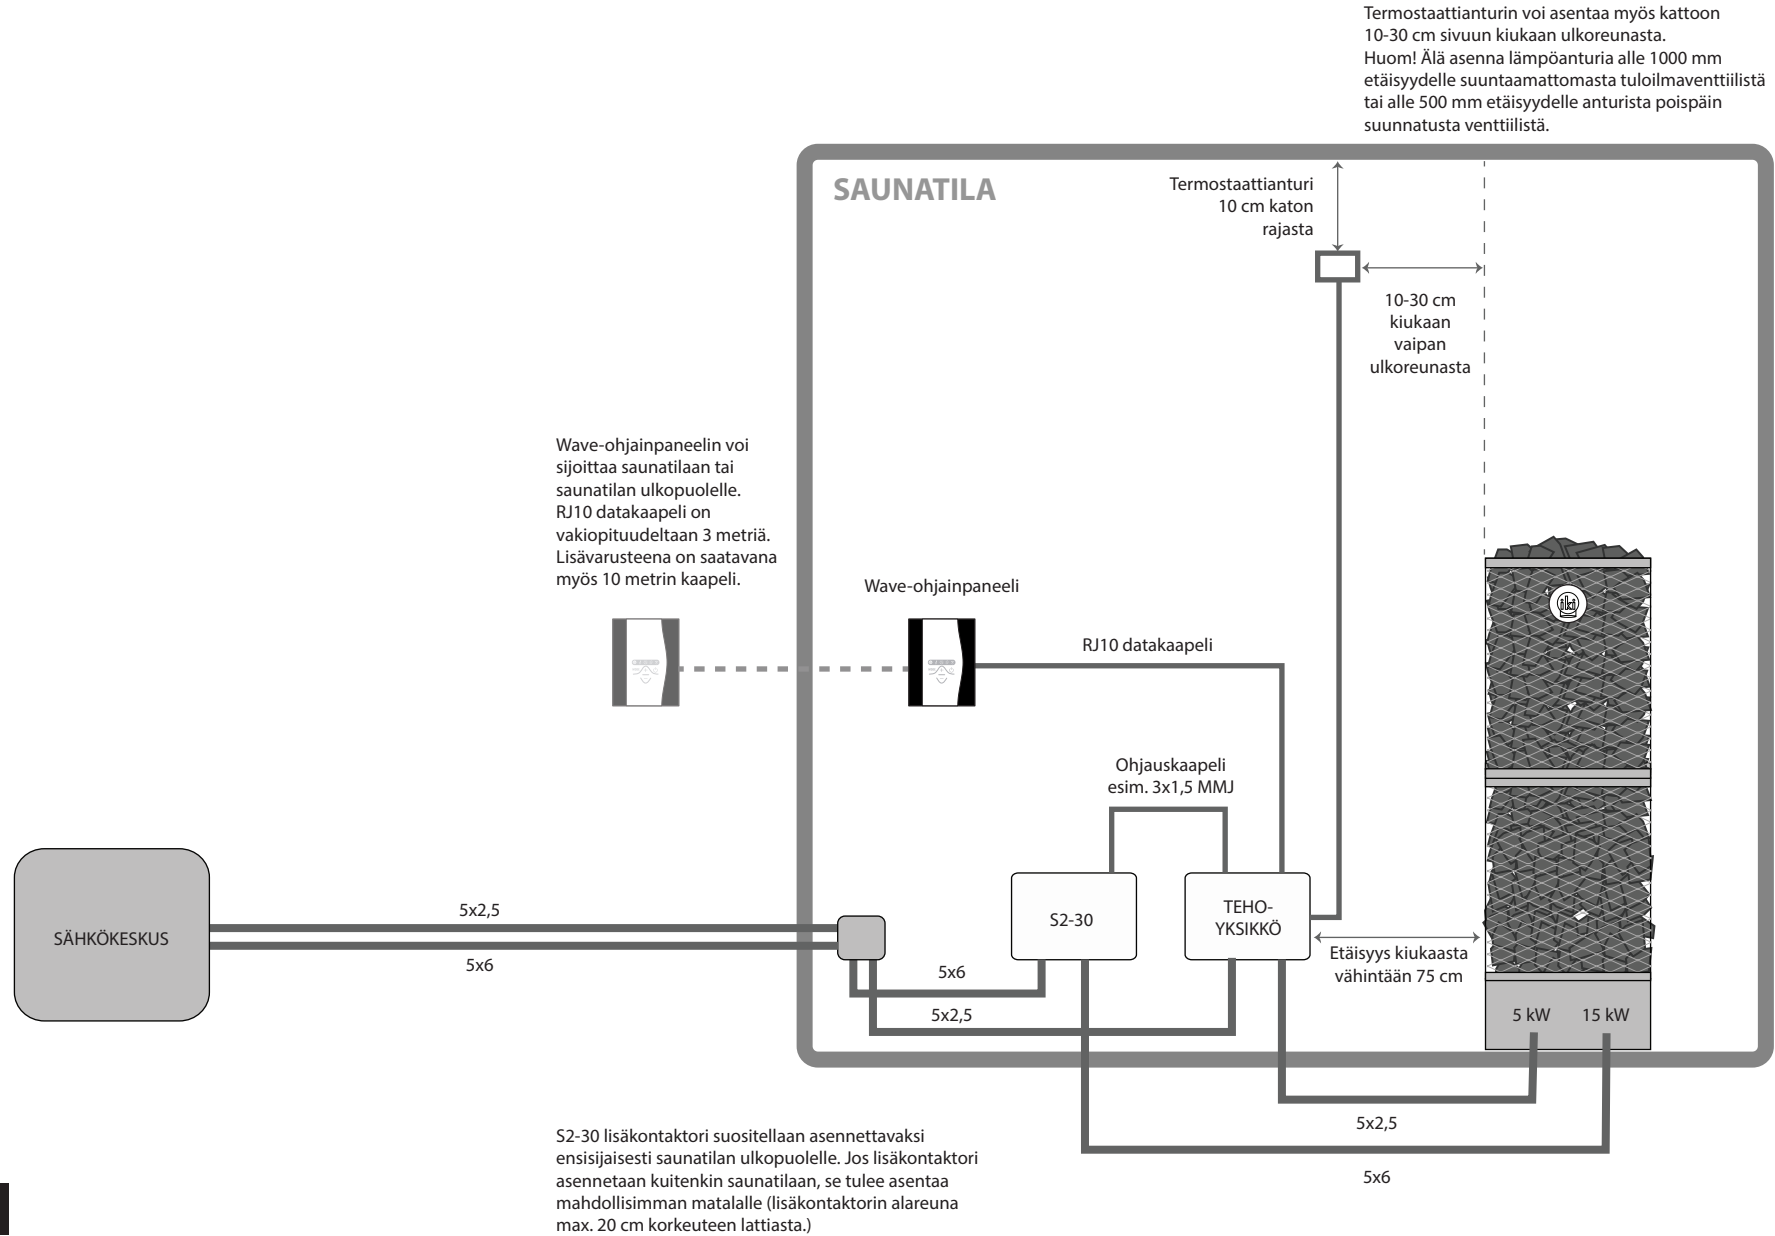 Termostaattianturin voi asentaa myös kattoon
10-30 cm sivuun kiukaan ulkoreunasta.
Huom! Älä asenna lämpöanturia alle 1000 mm
etäisyydelle suuntaamattomasta tuloilmaventtiilistä
tai alle 500 mm etäisyydelle anturista poispäin
suunnatusta venttiilistä.
SAUNATILA
Termostaattianturi
10 cm katon
rajasta
10-30 cm
kiukaan
vaipan
ulkoreunasta
Wave-ohjainpaneelin voi
sijoittaa saunatilaan tai
saunatilan ulkopuolelle.
RJ10 datakaapeli on
vakiopituudeltaan 3 metriä.
Lisävarusteena on saatavana
myös 10 metrin kaapeli.
Wave-ohjainpaneeli
iki
RJ10 datakaapeli
Ohjauskaapeli
esim. 3x1,5 MMJ
SÄHKÖKESKUS
5x2,5
5x6
S2-30
TEHO-
YKSIKKÖ
Etäisyys kiukaasta
vähintään 75 cm
5x6
5x2,5
5 kW
15 kW
5x2,5
5x6
S2-30 lisäkontaktori suositellaan asennettavaksi
ensisijaisesti saunatilan ulkopuolelle. Jos lisäkontaktori
asennetaan kuitenkin saunatilaan, se tulee asentaa
mahdollisimman matalalle (lisäkontaktorin alareuna
max. 20 cm korkeuteen lattiasta.)